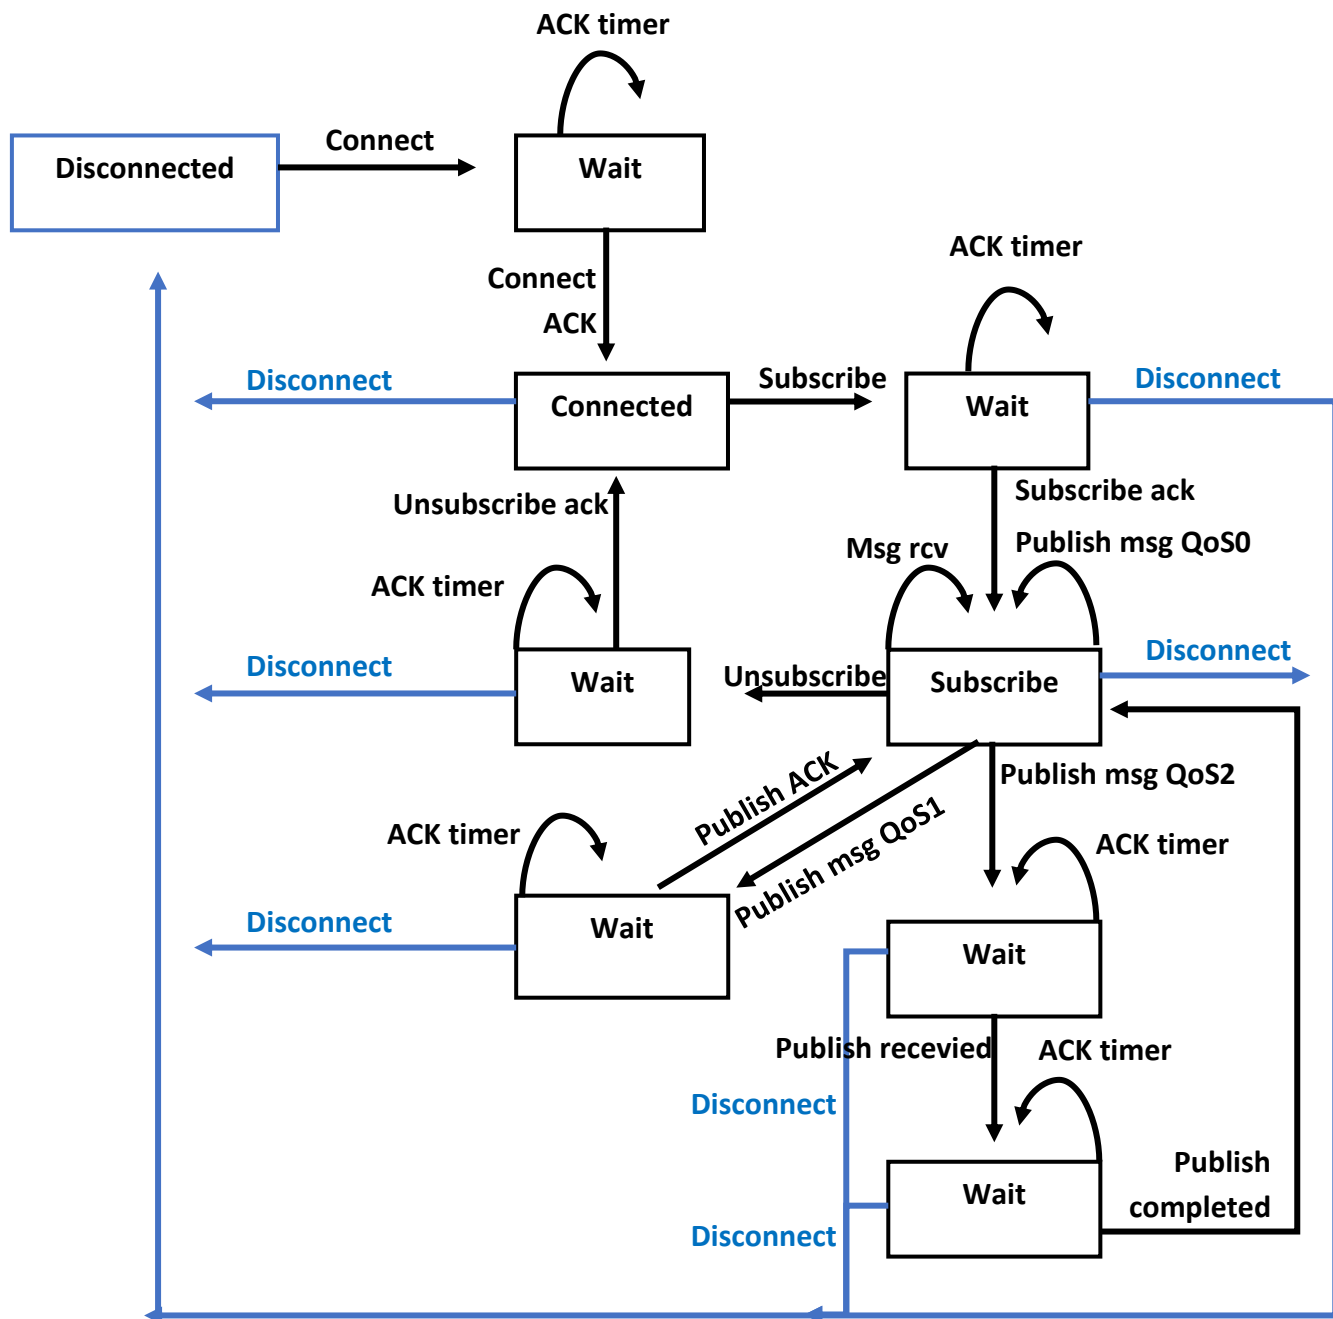 ACK timer
Connect
Disconnected
Wait
ACK timer
Connect
ACK
Disconnect
Subscribe
Disconnect
Connected
Wait
Unsubscribe ack
Subscribe ack
Msg rcv
Publish msg QoS0
ACK timer
Disconnect
Wait
Unsubscribe
Subscribe
Disconnect
Publish ACK
Publish msg QoS1
Publish msg QoS2
ACK timer
ACK timer
Disconnect
Wait
Wait
Publish recevied
ACK timer
Disconnect
Wait
Publish
completed
Disconnect